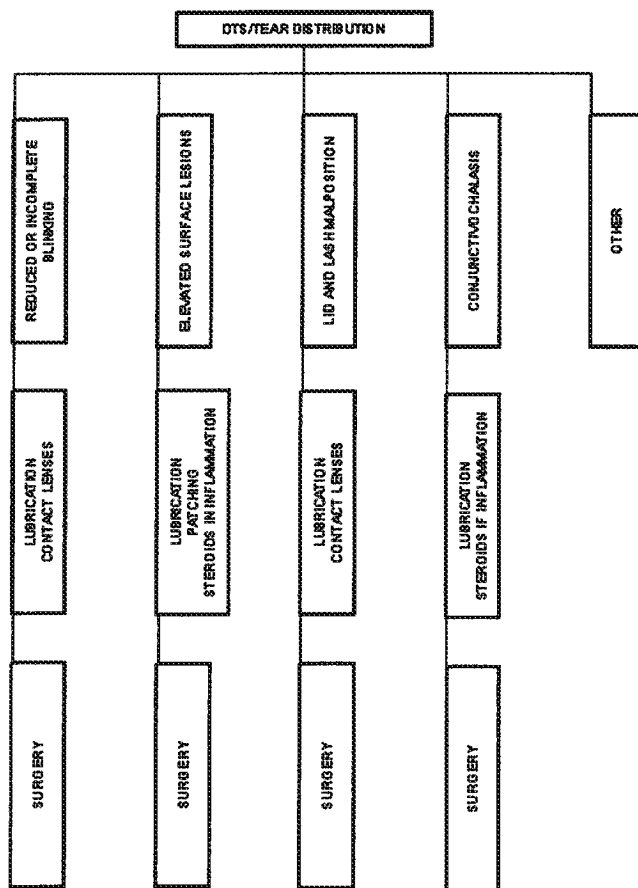 DTS/TEAR DISTRIBUTION
REDUCED OR INCOMPLETE
BLINKING
LUBRICATION
CONTACT LENSES
SURGERY
ELEVATED SURFACE LESIONS
LUBRICATION
PATCHING
STEROIDS IN INFLAMMATION
SURGERY
LID AND LASH MALPOSITION
LUBRICATION
CONTACT LENSES
SURGERY
CONJUNCTIVOCHALASIS
LUBRICATION
STEROIDS IF INFLAMMATION
SURGERY
OTHER